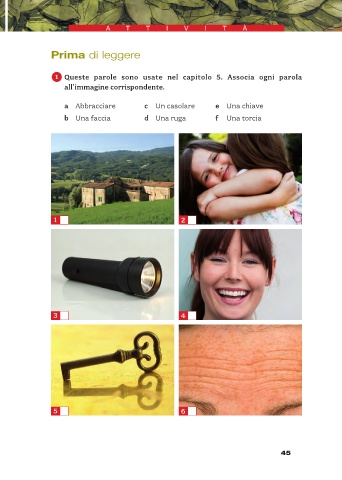 ATTIVITÀ
Prima di leggere
1 Queste parole sono usate nel capitolo 5. Associa ogni parola
all'immagine corrispondente.
a Abbracciare c Un casolare e Una chiave
b Una faccia d Una ruga f Una torcia
1 2
3 4
5 6
45